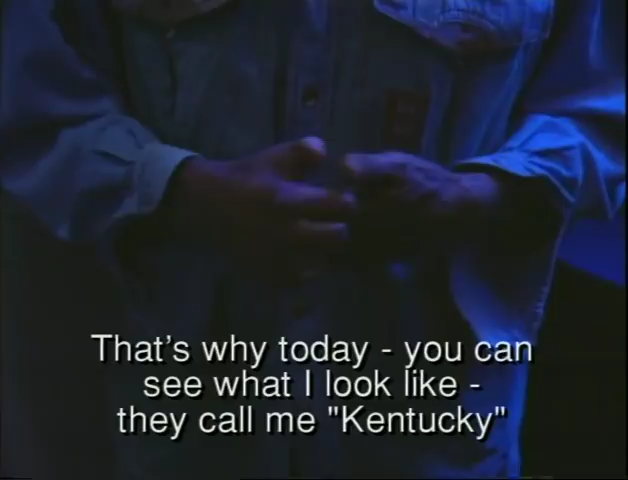 That's why today - you can
see what I look like -
they call me "Kentucky"